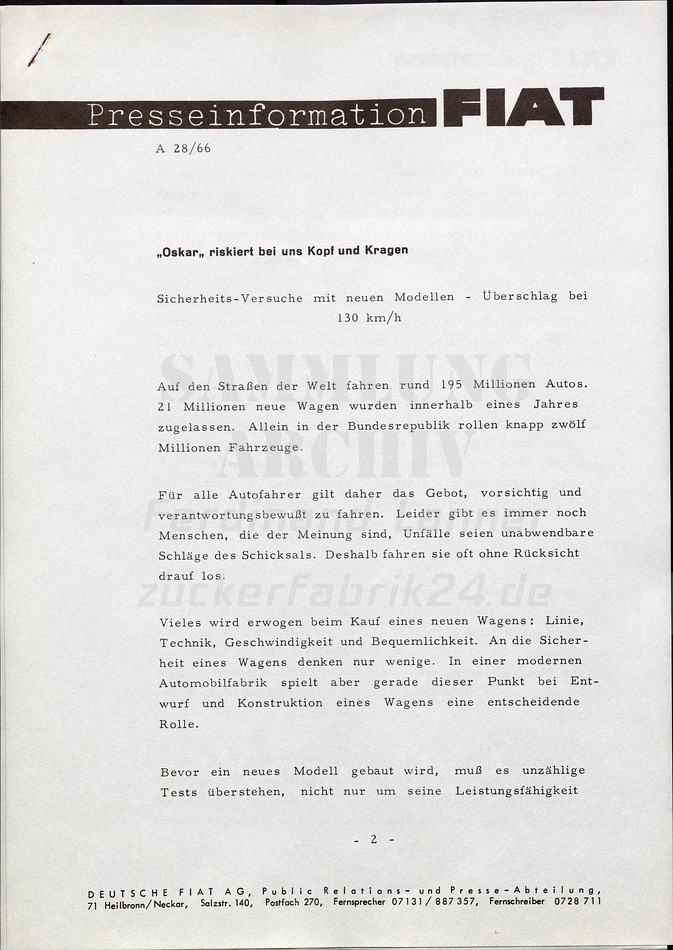 Presseinformation FIAT
A 28/66
„Oskar„ riskiert bei uns Kopf und Kragen
Sicherheits-Versuche mit neuen Modellen - Überschlag bei
130 km/h
SAMMLUNG
Auf den Straßen der Welt fahren rund 195 Millionen Autos.
21 Millionen neue Wagen wurden innerhalb eines Jahres
zugelassen. Allein in der Bundesrepublik rollen knapp zwölf
Millionen Fahrzeuge.
ARCHIV
Für alle Autofahrer gilt daher das Gebot, vorsichtig und
verantwortungsbewußt zu fahren. Leider gibt es immer noch
Menschen, die der Meinung sind, Unfälle seien unabwendbare
Schläge des Schicksals. Deshalb fahren sie oft ohne Rücksicht
drauf los.
zuckerfabrik24.de
Vieles wird erwogen beim Kauf eines neuen Wagens: Linie,
Technik, Geschwindigkeit und Bequemlichkeit. An die Sicher-
heit eines Wagens denken nur wenige. In einer modernen
Automobilfabrik spielt aber gerade dieser Punkt bei Ent-
wurf und Konstruktion eines Wagens eine entscheidende
Rolle.
Bevor ein neues Modell gebaut wird, muß es unzählige
Tests überstehen, nicht nur um seine Leistungsfähigkeit
- 2 -
DEUTSCHE FIAT AG, Public Relations- und Presse-Abteilung,
71 Heilbronn/Neckar, Salzstr. 140, Postfach 270, Fernsprecher 07131/887357, Fernschreiber 0728 711